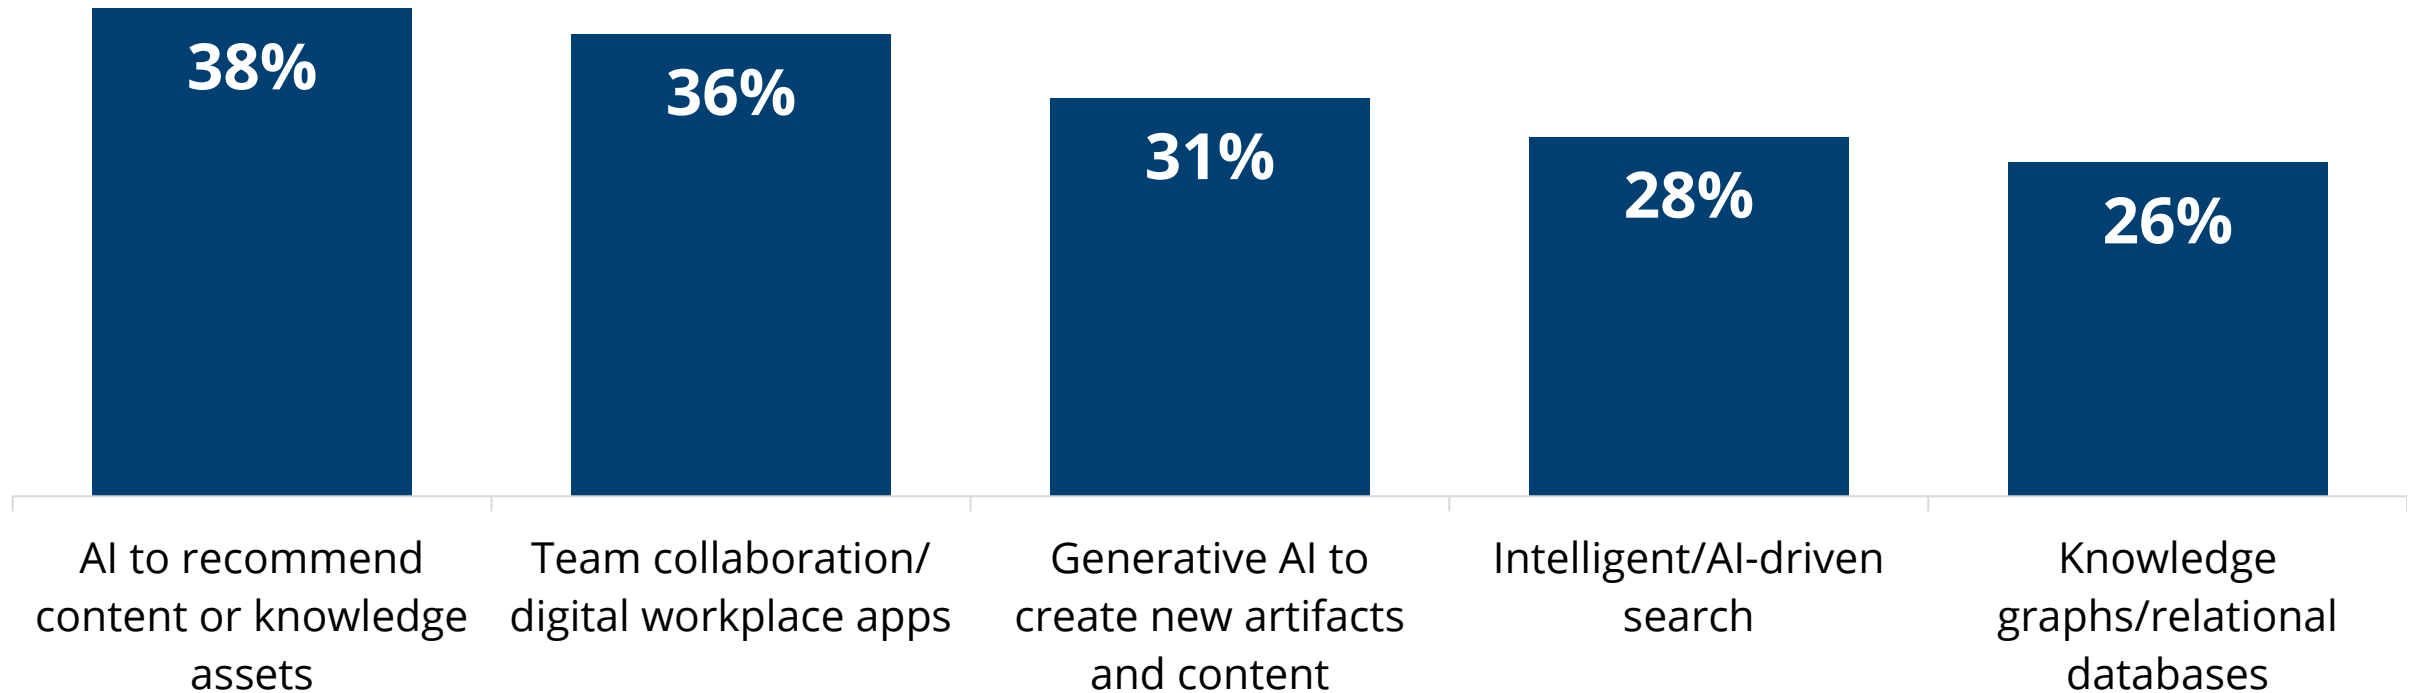 38%
36%
31%
28%
26%
AI to recommend
content or knowledge
assets
Team collaboration/
digital workplace apps
Generative AI to
create new artifacts
and content
Intelligent/AI-driven
search
Knowledge
graphs/relational
databases